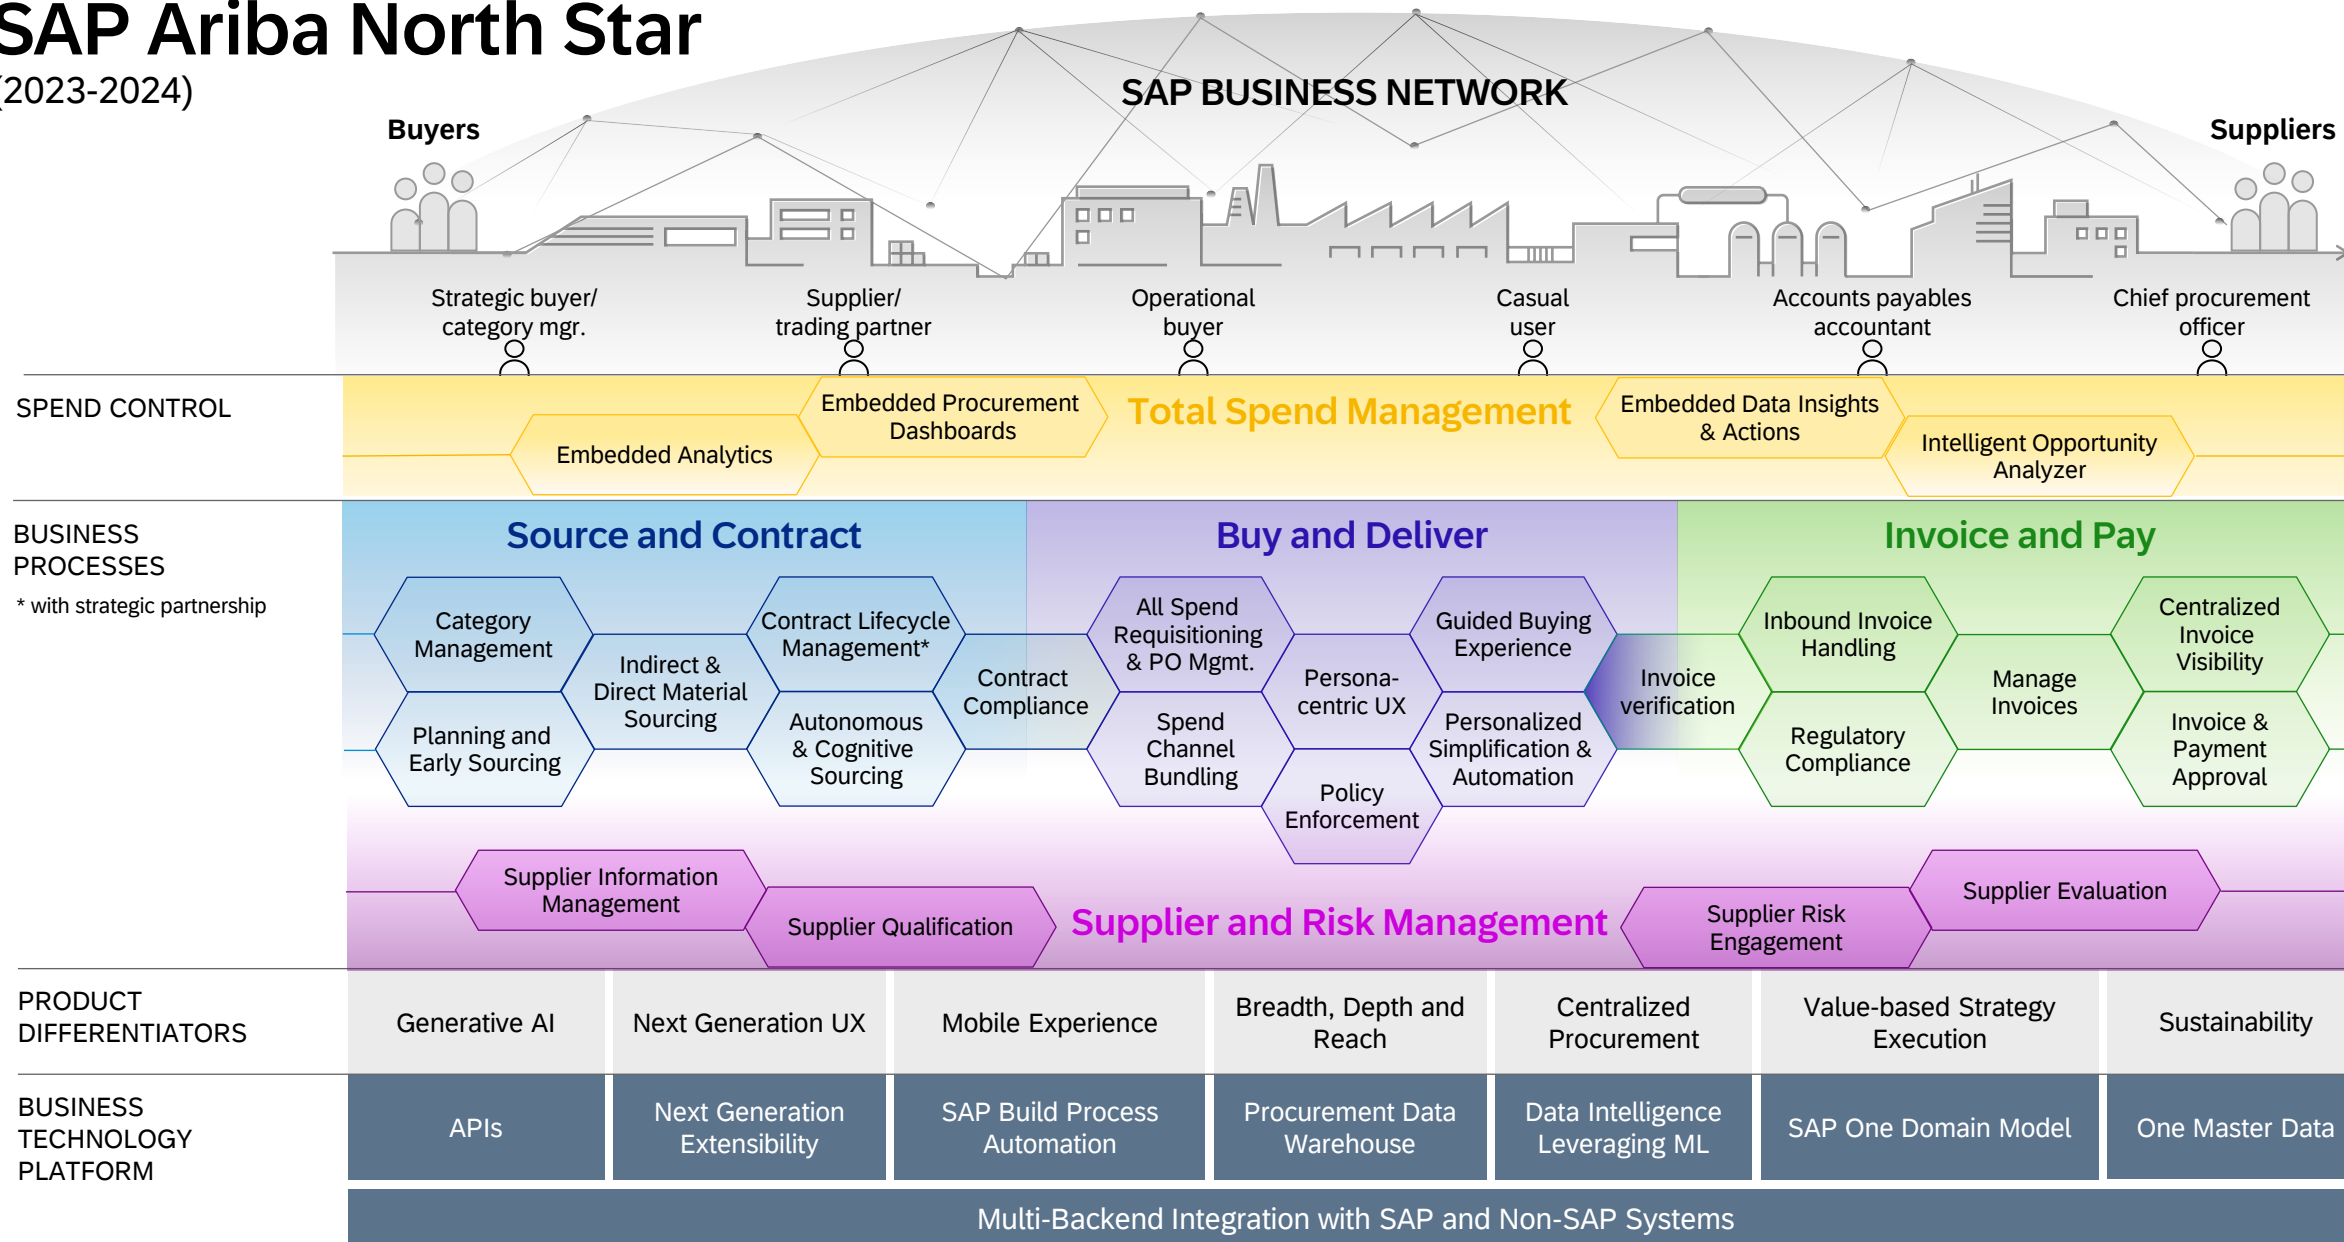 SAP Ariba North Star
(2023-2024)
SAP BUSINESS NETWORK
Buyers
Suppliers
Strategic buyer/
category mgr.
Supplier/
trading partner
Operational
buyer
Casual
user
Accounts payables
accountant
Chief procurement
officer
SPEND CONTROL
Total Spend Management
Embedded Analytics
Embedded Procurement
Dashboards
Embedded Data Insights
& Actions
Intelligent Opportunity
Analyzer
BUSINESS
PROCESSES
* with strategic partnership
Source and Contract
Category
Management
Planning and
Early Sourcing
Indirect &
Direct Material
Sourcing
Contract Lifecycle
Management*
Autonomous
& Cognitive
Sourcing
Contract
Compliance
Buy and Deliver
All Spend
Requisitioning
& PO Mgmt.
Spend
Channel
Bundling
Persona-
centric UX
Policy
Enforcement
Guided Buying
Experience
Personalized
Simplification &
Automation
Invoice
verification
Invoice and Pay
Inbound Invoice
Handling
Regulatory
Compliance
Manage
Invoices
Centralized
Invoice
Visibility
Invoice &
Payment
Approval
Supplier Information
Management
Supplier Qualification
Supplier and Risk Management
Supplier Risk
Engagement
Supplier Evaluation
PRODUCT
DIFFERENTIATORS
Generative AI
Next Generation UX
Mobile Experience
Breadth, Depth and
Reach
Centralized
Procurement
Value-based Strategy
Execution
Sustainability
BUSINESS
TECHNOLOGY
PLATFORM
APIs
Next Generation
Extensibility
SAP Build Process
Automation
Procurement Data
Warehouse
Data Intelligence
Leveraging ML
SAP One Domain Model
One Master Data
Multi-Backend Integration with SAP and Non-SAP Systems